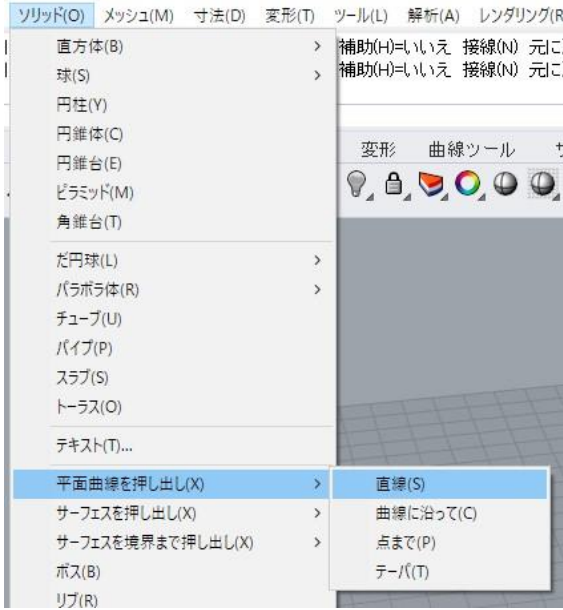 ソリッド(O) メッシュ(M) 寸法(D) 変形(T) ツール(L) 解析(A) レンダリング(R
補助(H)=いいえ 接線(N) 元に
補助(H)=いいえ 接線(N) 元に
変形 曲線ツール
直方体(B)
球(S)
円柱(Y)
円錐体(C)
円錐台(E)
ピラミッド(M)
角錐台(T)
だ円球(L)
パラボラ体(R)
チューブ(U)
パイプ(P)
スラブ(S)
トーラス(O)
テキスト(T)...
平面曲線を押し出し(X)
サーフェスを押し出し(X)
サーフェスを境界まで押し出し(X)
ボス(B)
リブ(R)
直線(S)
曲線に沿って(C)
点まで(P)
テーパ(T)